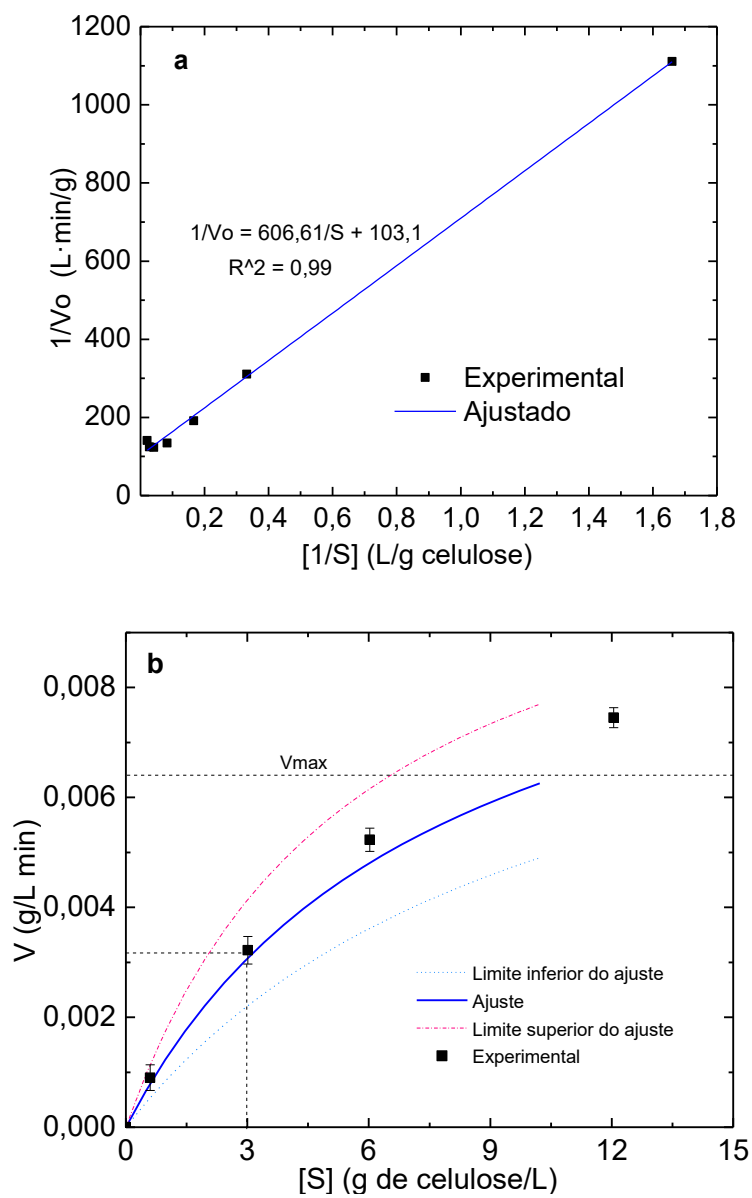 a
1200
1000
800
600
400
200
0
1/Vo (L·min/g)
1/Vo = 606,61/S + 103,1
R^2 = 0,99
Experimental
Ajustado
0,2 0,4 0,6 0,8 1,0 1,2 1,4 1,6 1,8
[1/S] (L/g celulose)
b
0,008
0,006
0,004
0,002
0,000
V (g/L min)
Vmax
Limite inferior do ajuste
Ajuste
Limite superior do ajuste
Experimental
0 3 6 9 12 15
[S] (g de celulose/L)